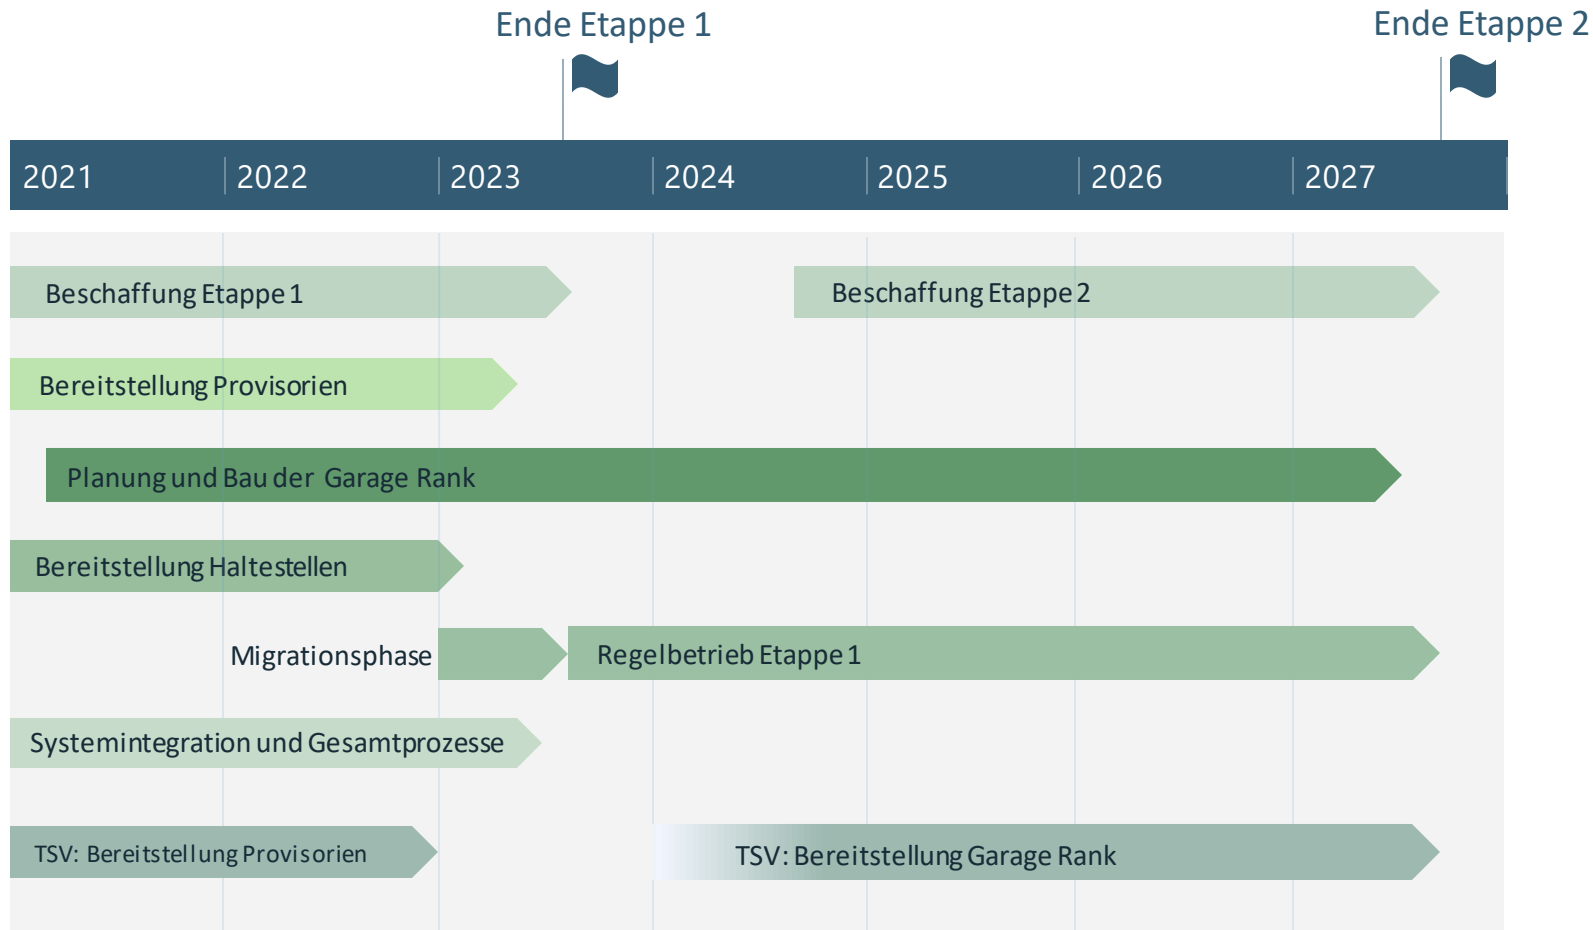 Ende Etappe 1
Ende Etappe 2
2021 2022 2023 2024 2025 2026 2027
Beschaffung Etappe 1
Beschaffung Etappe 2
Bereitstellung Provisorien
Planung und Bau der Garage Rank
Bereitstellung Haltestellen
Migrationsphase
Regelbetrieb Etappe 1
Systemintegration und Gesamtprozesse
TSV: Bereitstellung Provisorien
TSV: Bereitstellung Garage Rank